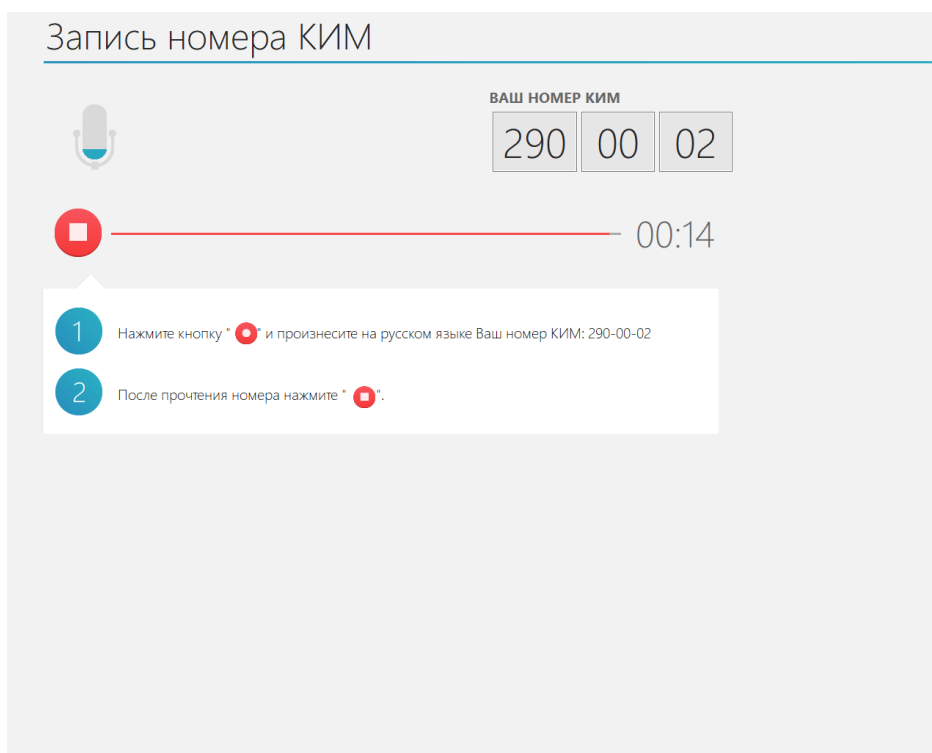 Запись номера КИМ
ВАШ НОМЕР КИМ
290 00 02
00:14
1 Нажмите кнопку " " и произнесите на русском языке Ваш номер КИМ: 290-00-02
2 После прочтения номера нажмите " ".